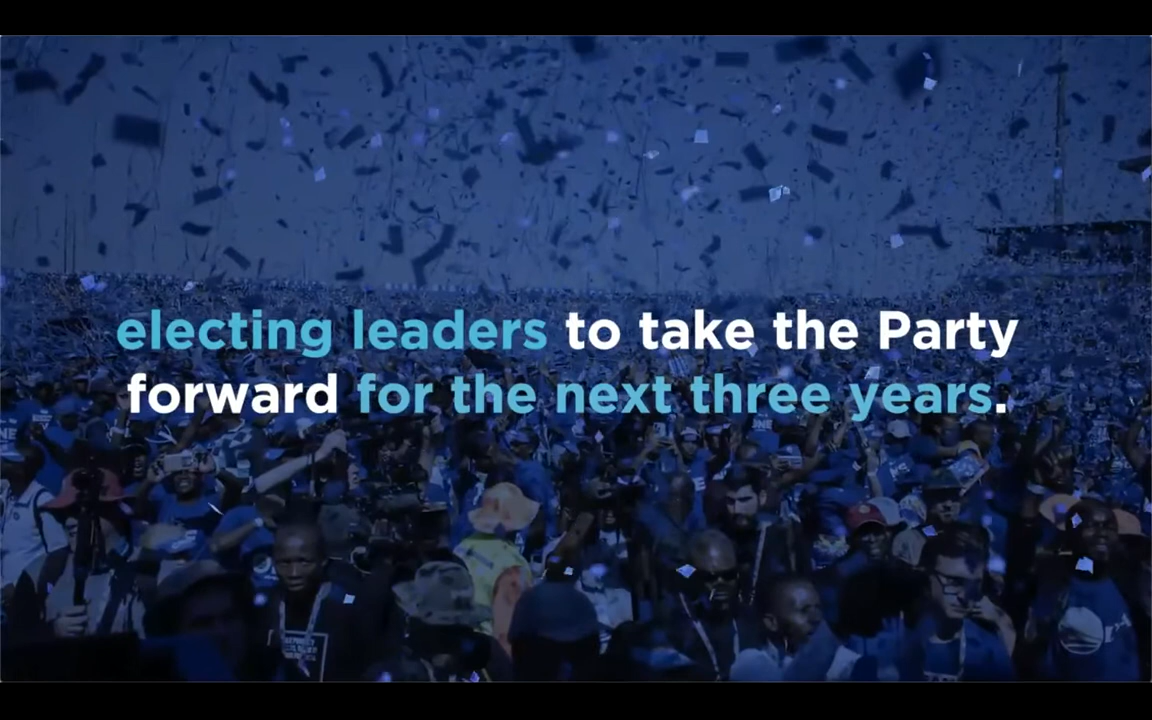 electing leaders to take the Party
forward for the next three years.